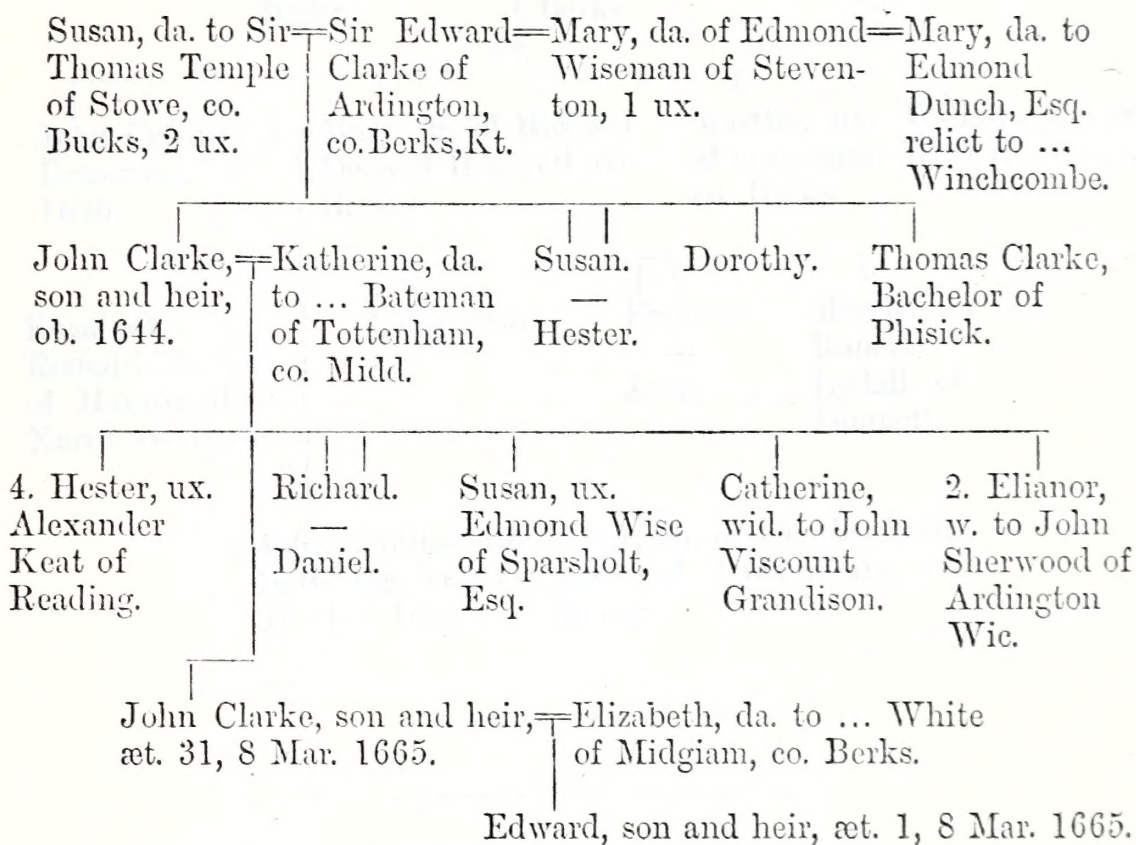 Susan, da. to Sir
Thomas Temple
of Stowe, co.
Bucks, 2 ux.
Sir Edward
Clarke of
Ardington,
co. Berks, Kt.
Mary, da. of Edmond
Wiseman of Steven-
ton, 1 ux.
Mary, da. to
Edmond
Dunch, Esq.
relict to ...
Winchcombe.
John Clarke,
son and heir,
ob. 1644.
Katherine, da.
to ... Bateman
of Tottenham,
co. Midd.
Susan.
—
Hester.
Dorothy.
Thomas Clarke,
Bachelor of
Phisick.
4. Hester, ux.
Alexander
Keat of
Reading.
Richard.
—
Daniel.
Susan, ux.
Edmond Wise
of Sparsholt,
Esq.
Catherine,
wid. to John
Viscount
Grandison.
2. Elianor,
w. to John
Sherwood of
Ardington
Wic.
John Clarke, son and heir,
æt. 31, 8 Mar. 1665.
Elizabeth, da. to ... White
of Midgiam, co. Berks.
Edward, son and heir, æt. 1, 8 Mar. 1665.